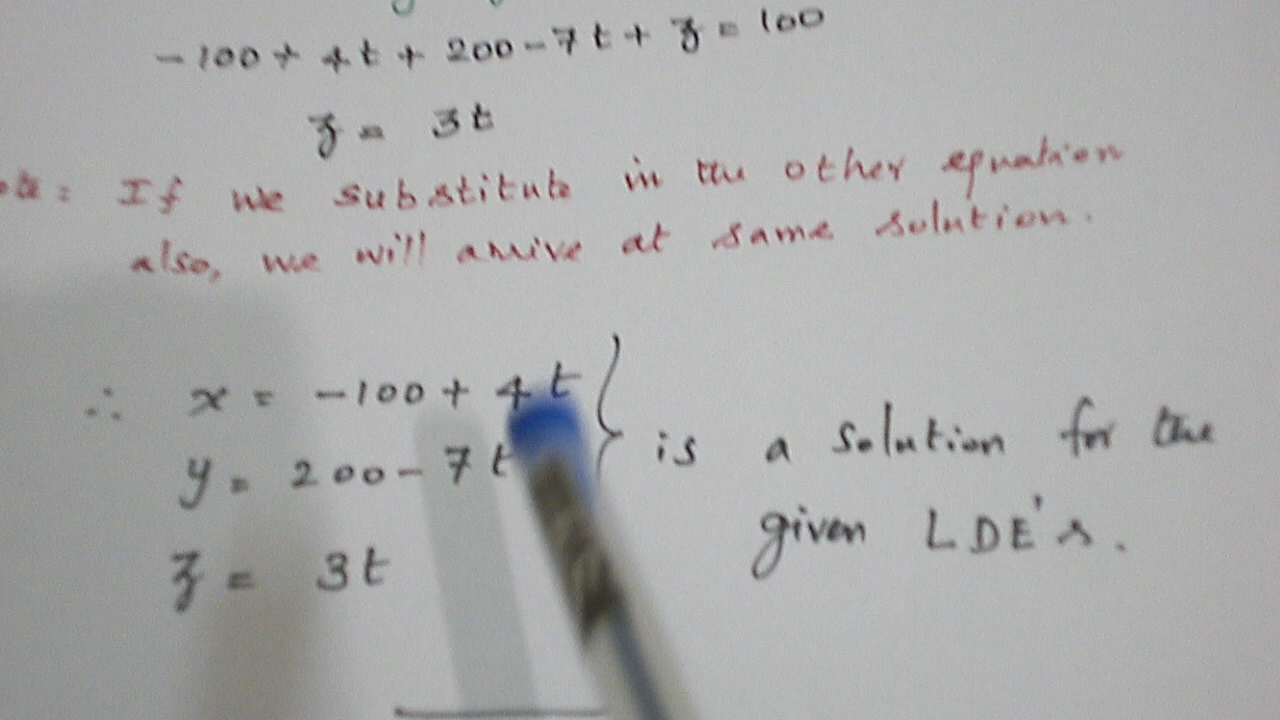 -100 + 4t + 200 - 7t + z = 100
z = 3t
If we substitute in the other equation
also, we will arrive at same solution.
∴ x = -100 + 4t
y = 200 - 7t
z = 3t
} is a solution for the
given LDE's.